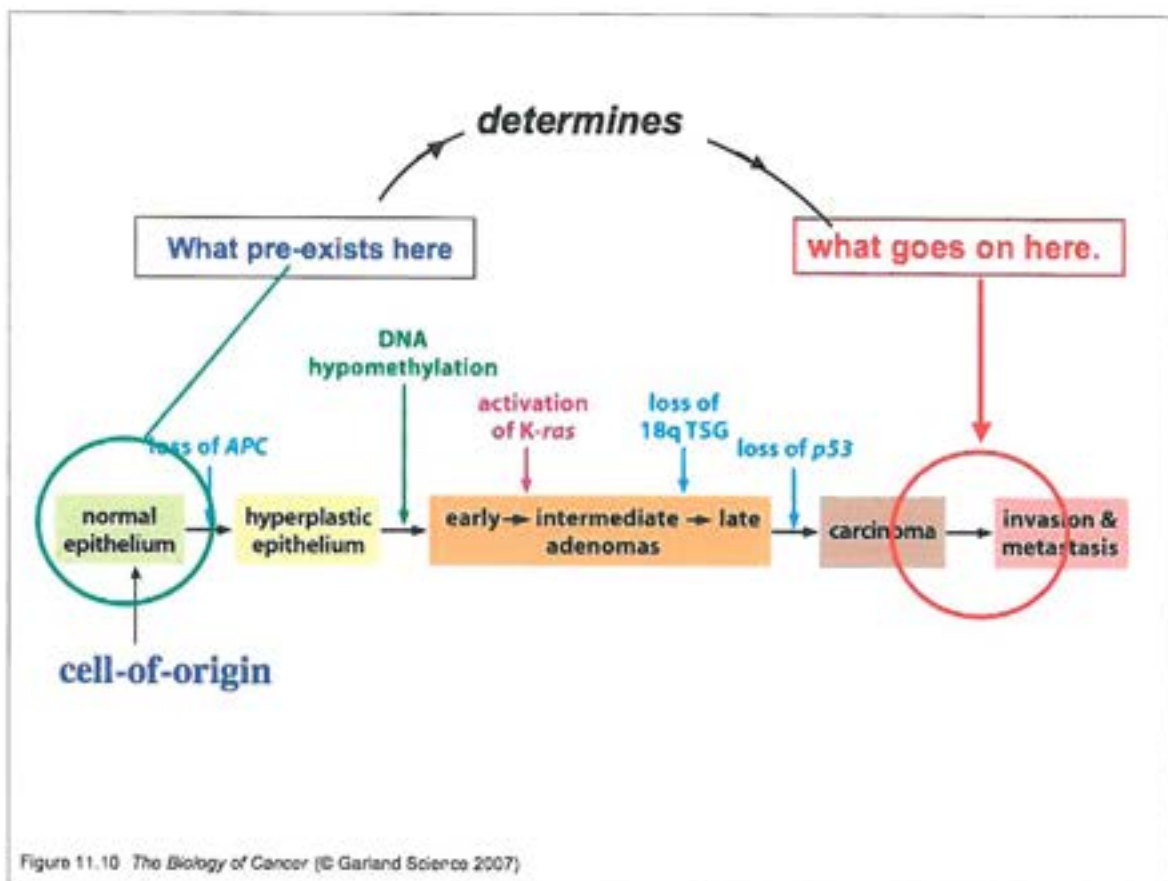 determines
What pre-exists here
what goes on here.
DNA
hypomethylation
activation
of K-ras
loss of
18q TSG
loss of APC
loss of p53
normal
epithelium
hyperplastic
epithelium
early → intermediate → late
adenomas
carcinoma
invasion &
metastasis
cell-of-origin
Figure 11.10 The Biology of Cancer (© Garland Science 2007)